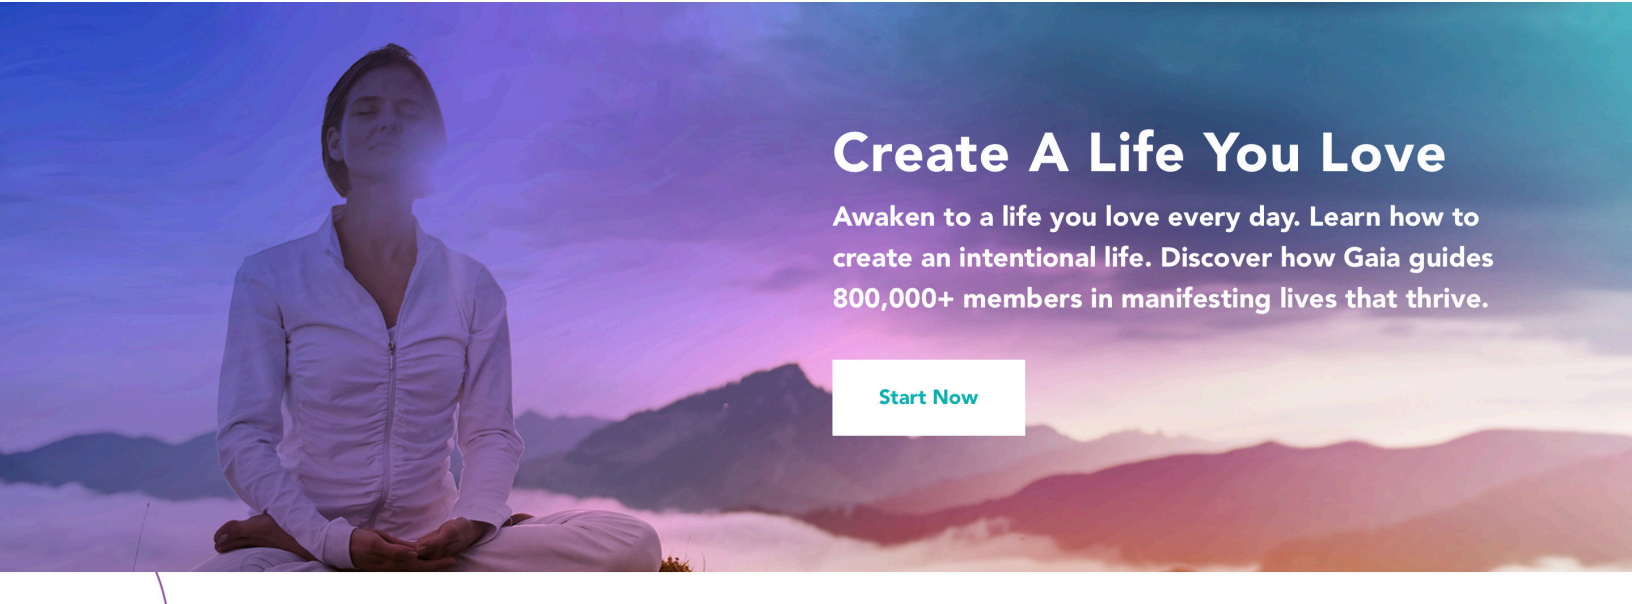 Create A Life You Love
Awaken to a life you love every day. Learn how to
create an intentional life. Discover how Gaia guides
800,000+ members in manifesting lives that thrive.
Start Now